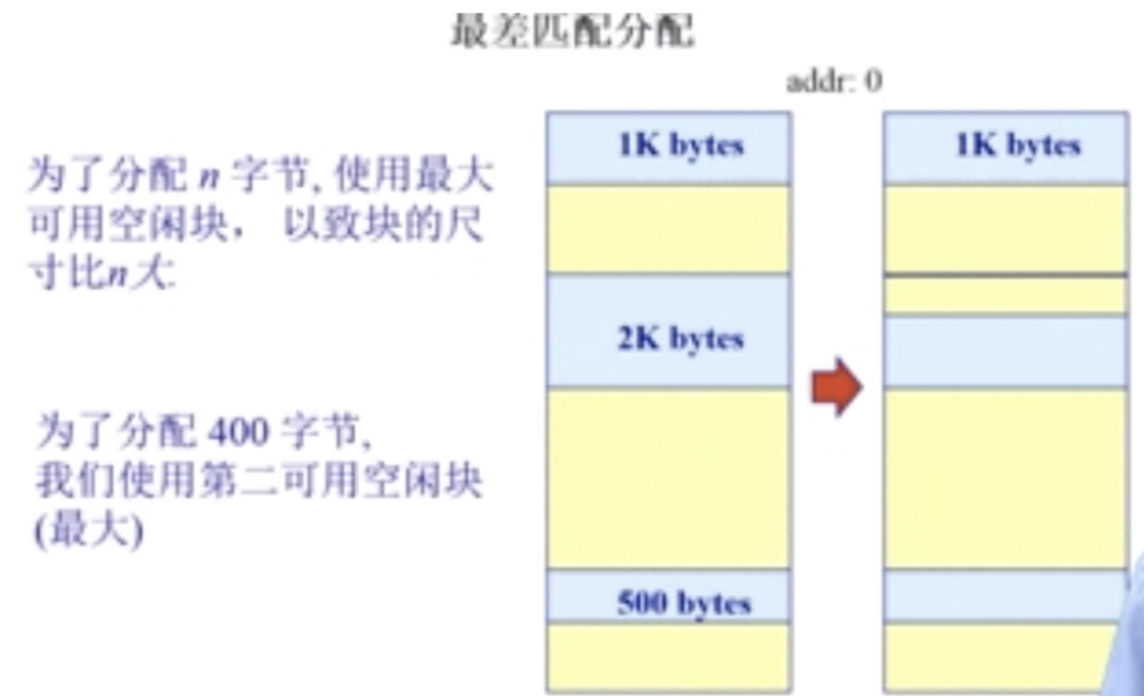 最差匹配分配
addr: 0
为了分配 n 字节, 使用最大
可用空闲块， 以致块的尺
寸比n大.
为了分配 400 字节,
我们使用第二可用空闲块
(最大)
1K bytes
2K bytes
500 bytes
1K bytes